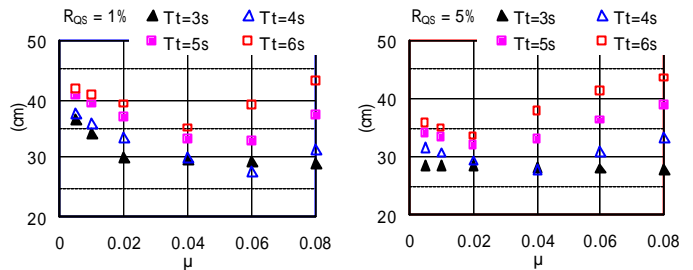 R_QS = 1% Tt=3s Tt=4s
Tt=5s Tt=6s
50
40
(cm)
30
20
0 0.02 0.04 0.06 0.08
μ
R_QS = 5% Tt=3s Tt=4s
Tt=5s Tt=6s
50
40
(cm)
30
20
0 0.02 0.04 0.06 0.08
μ